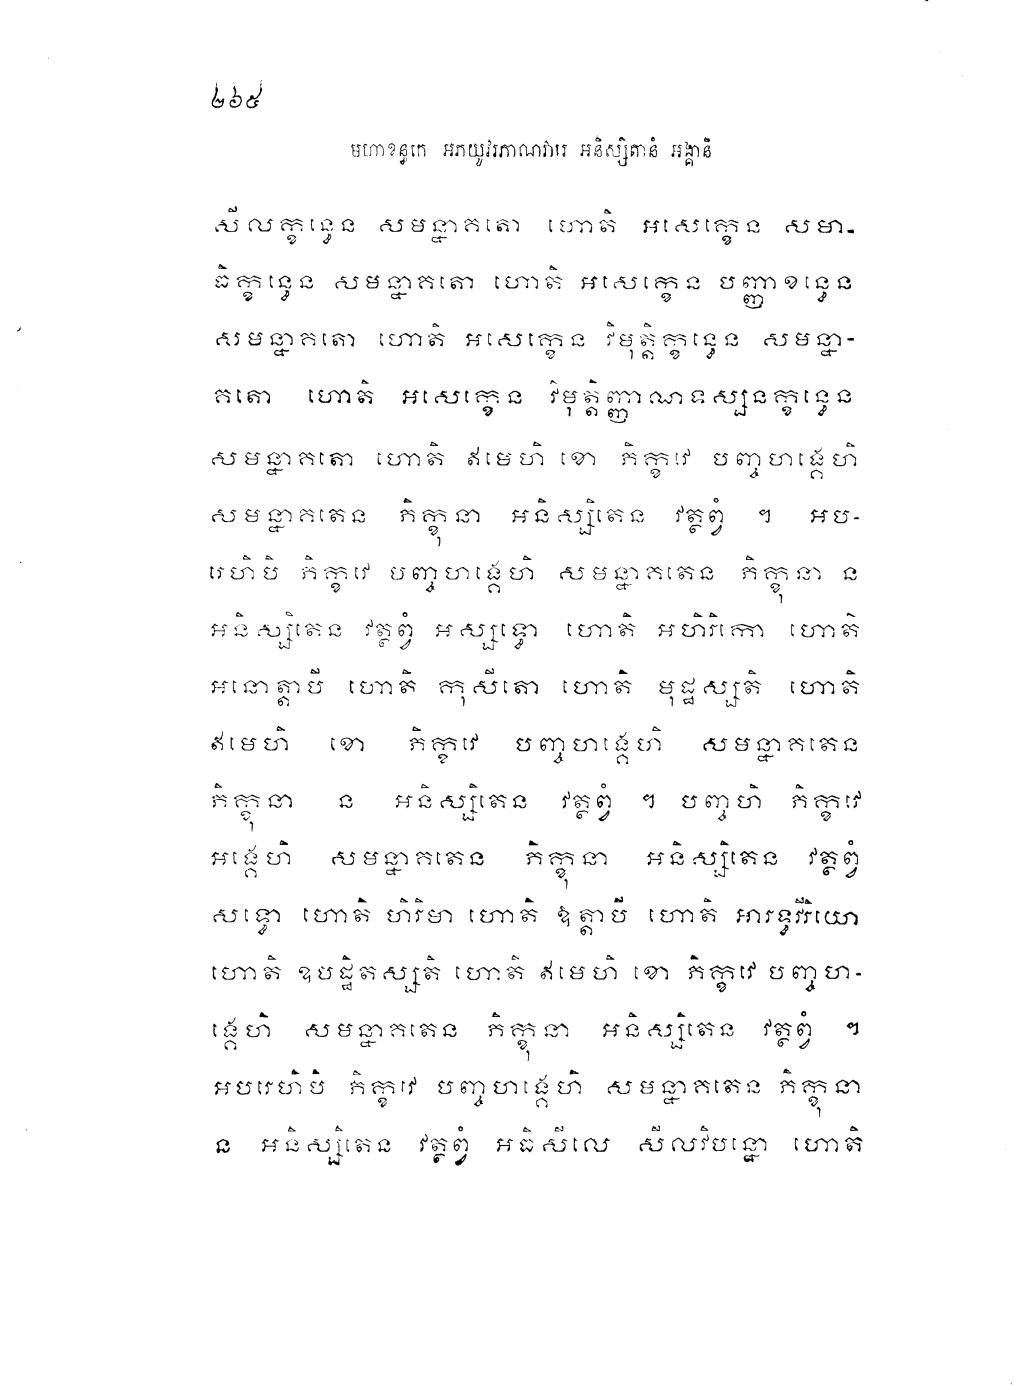 ២៦៥
មហាខន្ធកេ អភយូវរភាណវារេ អនិស្សិតានំ អង្គានិ
សីលក្ខន្ធេន សមន្នាគតោ ហោតិ អសេក្ខេន សមា-
ធិក្ខន្ធេន សមន្នាគតោ ហោតិ អសេក្ខេន បញ្ញាខន្ធេន
សមន្នាគតោ ហោតិ អសេក្ខេន វិមុត្តិក្ខន្ធេន សមន្នា-
គតោ ហោតិ អសេក្ខេន វិមុត្តិញ្ញាណទស្សនក្ខន្ធេន
សមន្នាគតោ ហោតិ ឥមេហិ ខោ ភិក្ខវេ បញ្ចហង្គេហិ
សមន្នាគតេន ភិក្ខុនា អនិស្សិតេន វត្ថព្វំ ។ អប-
រេហិបិ ភិក្ខវេ បញ្ចហង្គេហិ សមន្នាគតេន ភិក្ខុនា ន
អនិស្សិតេន វត្ថព្វំ អស្សទ្ធោ ហោតិ អហិរិកោ ហោតិ
អនោត្តាបី ហោតិ កុសីតោ ហោតិ មុដ្ឋស្សតិ ហោតិ
ឥមេហិ ខោ ភិក្ខវេ បញ្ចហង្គេហិ សមន្នាគតេន
ភិក្ខុនា ន អនិស្សិតេន វត្ថព្វំ ។ បញ្ចហិ ភិក្ខវេ
អង្គេហិ សមន្នាគតេន ភិក្ខុនា អនិស្សិតេន វត្ថព្វំ
សទ្ធោ ហោតិ ហិរិមា ហោតិ ឱត្តាបី ហោតិ អារទ្ធវីរិយោ
ហោតិ ឧបដ្ឋិតស្សតិ ហោតិ ឥមេហិ ខោ ភិក្ខវេ បញ្ចហ-
ង្គេហិ សមន្នាគតេន ភិក្ខុនា អនិស្សិតេន វត្ថព្វំ ។
អបរេហិបិ ភិក្ខវេ បញ្ចហង្គេហិ សមន្នាគតេន ភិក្ខុនា
ន អនិស្សិតេន វត្ថព្វំ អធិសីលេ សីលវិបន្នោ ហោតិ